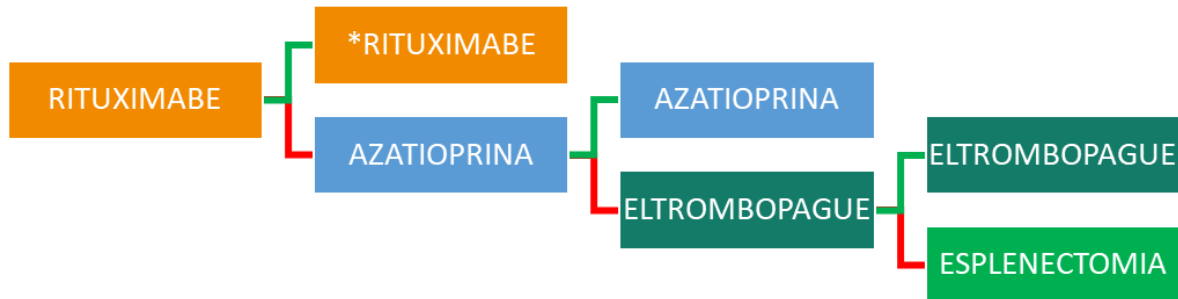 RITUXIMABE
*RITUXIMABE
AZATIOPRINA
AZATIOPRINA
ELTROMBOPAGUE
ELTROMBOPAGUE
ESPLENECTOMIA